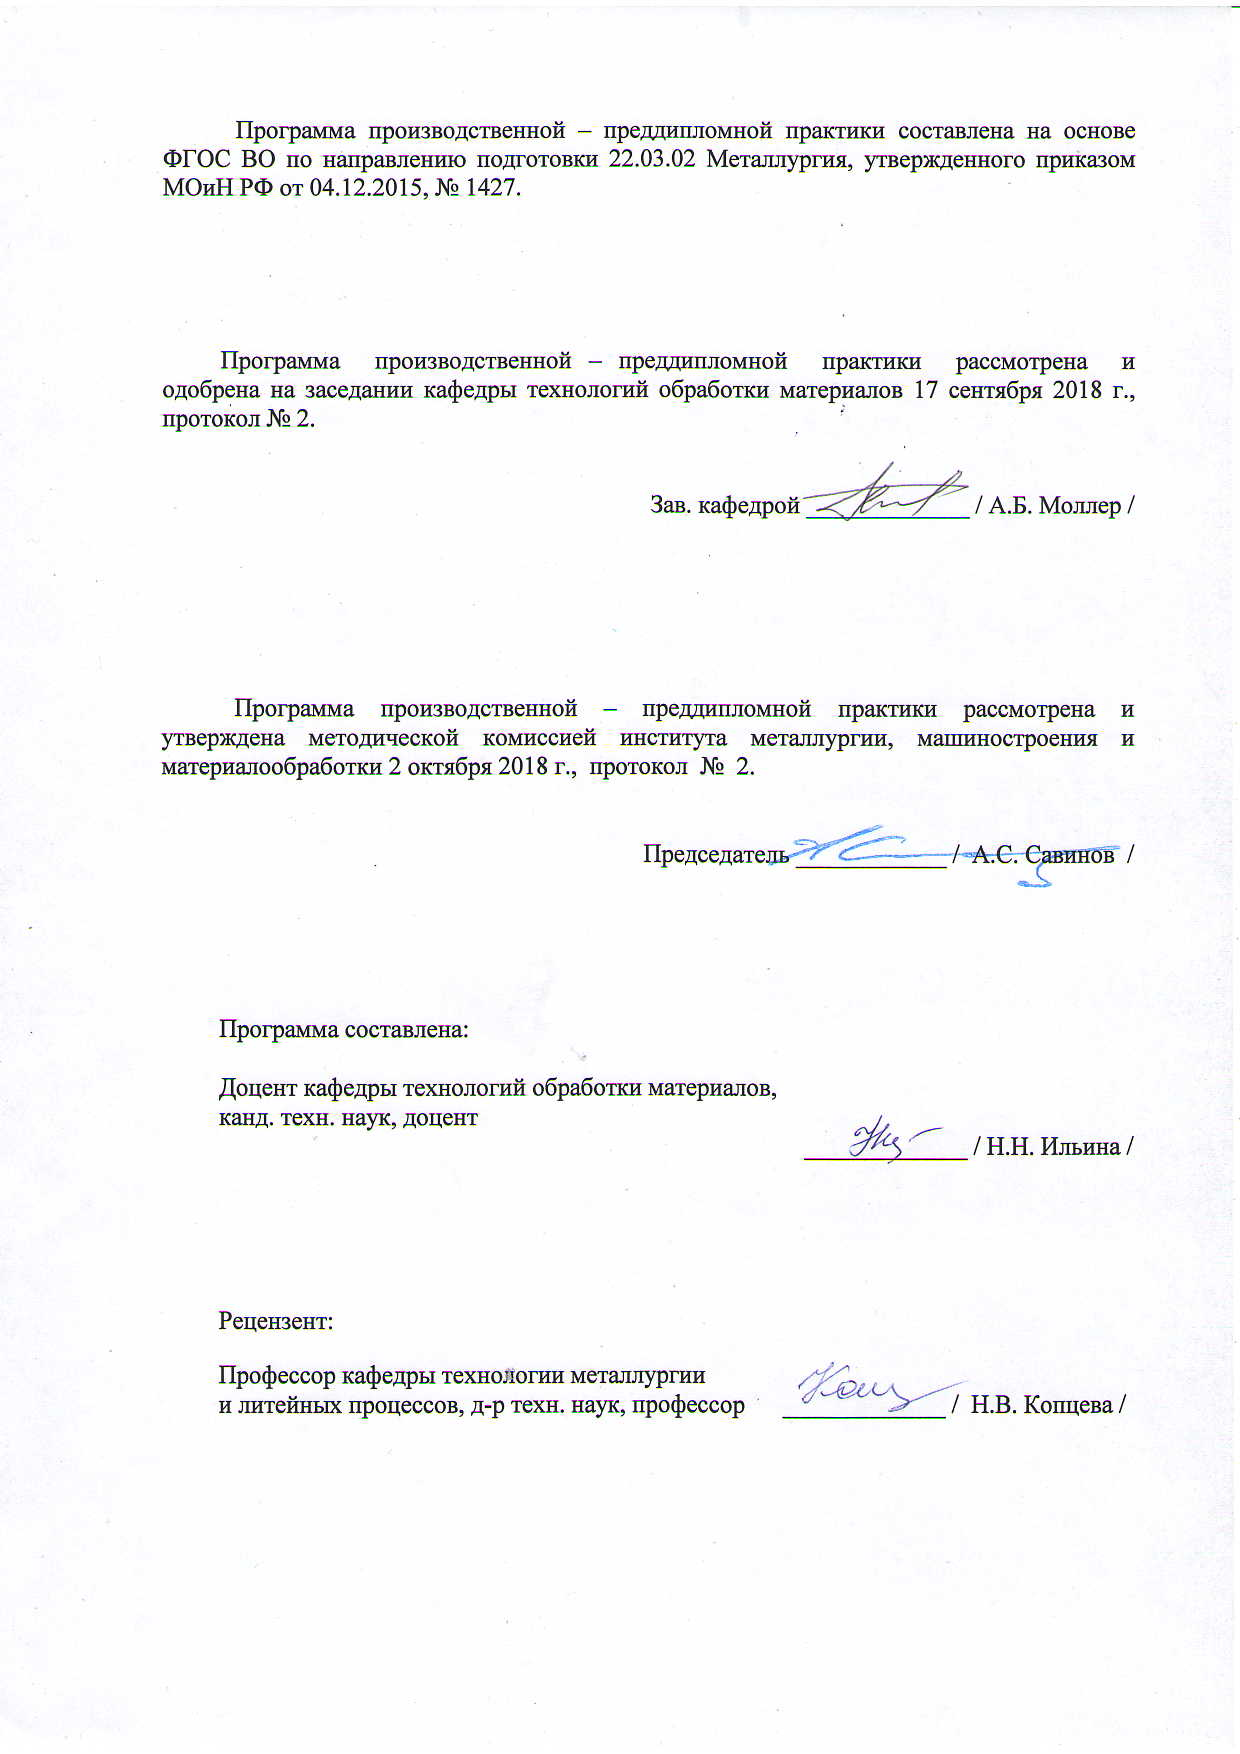 Программа производственной – преддипломной практики составлена на основе
ФГОС ВО по направлению подготовки 22.03.02 Металлургия, утвержденного приказом
МОиН РФ от 04.12.2015, № 1427.
Программа производственной – преддипломной практики рассмотрена и
одобрена на заседании кафедры технологий обработки материалов 17 сентября 2018 г.,
протокол № 2.
Зав. кафедрой _____________ / А.Б. Моллер /
Программа производственной – преддипломной практики рассмотрена и
утверждена методической комиссией института металлургии, машиностроения и
материалообработки 2 октября 2018 г., протокол № 2.
Председатель ____________ / А.С. Савинов /
Программа составлена:
Доцент кафедры технологий обработки материалов,
канд. техн. наук, доцент
_____________ / Н.Н. Ильина /
Рецензент:
Профессор кафедры технологии металлургии
и литейных процессов, д-р техн. наук, профессор _____________ / Н.В. Копцева /